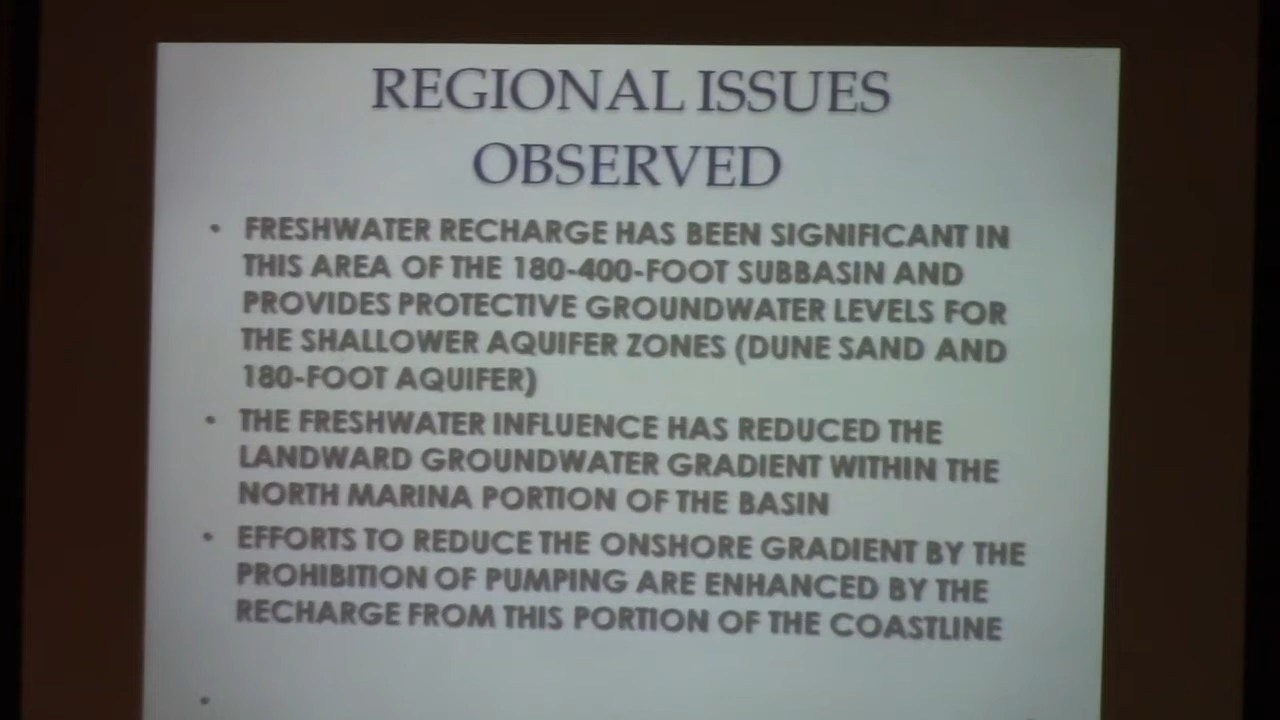 REGIONAL ISSUES
OBSERVED
• FRESHWATER RECHARGE HAS BEEN SIGNIFICANT IN
THIS AREA OF THE 180-400-FOOT SUBBASIN AND
PROVIDES PROTECTIVE GROUNDWATER LEVELS FOR
THE SHALLOWER AQUIFER ZONES (DUNE SAND AND
180-FOOT AQUIFER)
• THE FRESHWATER INFLUENCE HAS REDUCED THE
LANDWARD GROUNDWATER GRADIENT WITHIN THE
NORTH MARINA PORTION OF THE BASIN
• EFFORTS TO REDUCE THE ONSHORE GRADIENT BY THE
PROHIBITION OF PUMPING ARE ENHANCED BY THE
RECHARGE FROM THIS PORTION OF THE COASTLINE
•